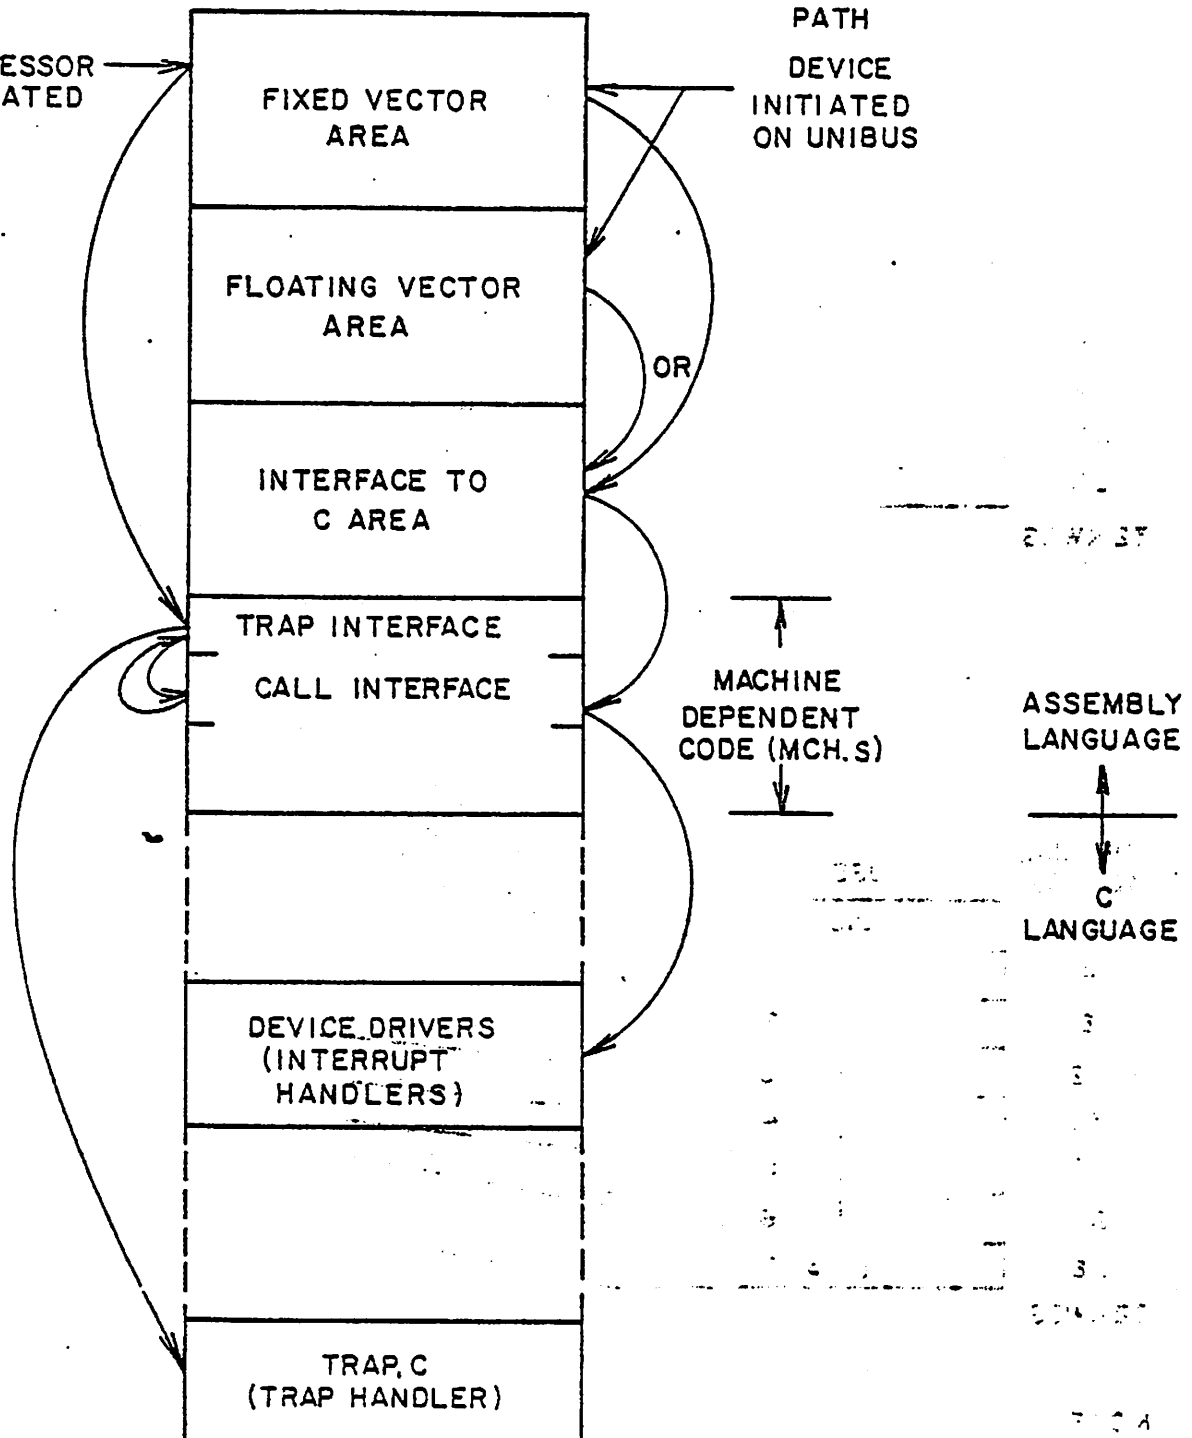 PATH
ESSOR
ATED
DEVICE
INITIATED
ON UNIBUS
FIXED VECTOR
AREA
FLOATING VECTOR
AREA
OR
INTERFACE TO
C AREA
TRAP INTERFACE
CALL INTERFACE
MACHINE
DEPENDENT
CODE (MCH.S)
ASSEMBLY
LANGUAGE
C
LANGUAGE
DEVICE DRIVERS
(INTERRUPT
HANDLERS)
TRAP.C
(TRAP HANDLER)